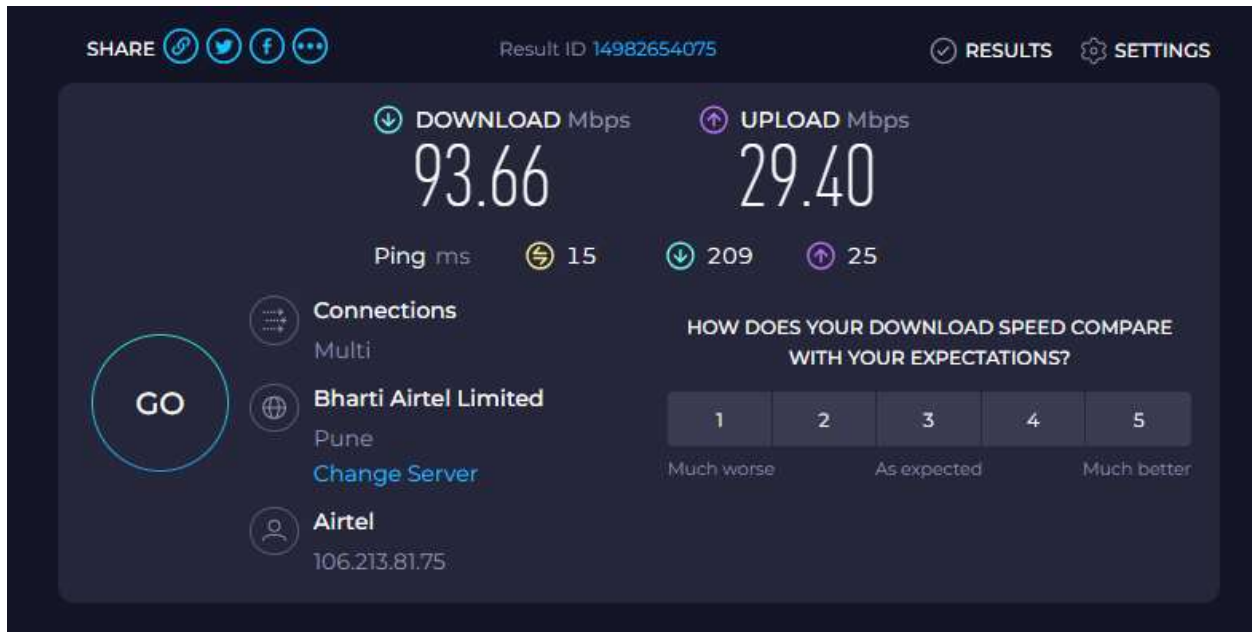 SHARE Result ID 14982654075 RESULTS SETTINGS
DOWNLOAD Mbps UPLOAD Mbps
93.66 29.40
Ping ms 15 209 25
Connections
Multi
Bharti Airtel Limited
Pune
Change Server
Airtel
106.213.81.75
GO
HOW DOES YOUR DOWNLOAD SPEED COMPARE
WITH YOUR EXPECTATIONS?
1 2 3 4 5
Much worse As expected Much better